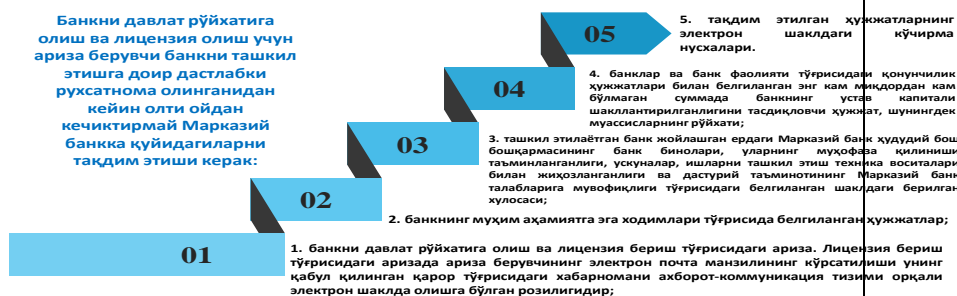 Банкни давлат рўйхатига
олиш ва лицензия олиш учун
ариза берувчи банкни ташкил
этишга доир дастлабки
рухсатнома олинганидан
кейин олти ойдан
кечиктирмай Марказий
банкка қуйидагиларни
тақдим этиши керак:
05
5. тақдим этилган ҳужжатларнинг
электрон шаклдаги кўчирма
нусхалари.
04
4. банклар ва банк фаолияти тўғрисидаги қонунчилик
ҳужжатлари билан белгиланган энг кам миқдордан кам
бўлмаган суммада банкнинг устав капитали
шакллантирилганлигини тасдиқловчи ҳужжат, шунингдек
муассисларнинг рўйхати;
03
3. ташкил этилаётган банк жойлашган ердаги Марказий банк ҳудудий бош
бошқармасининг банк бинолари, уларнинг муҳофаза қилиниши
таъминланганлиги, ускуналар, ишларни ташкил этиш техника воситалари
билан жиҳозланганлиги ва дастурий таъминотининг Марказий банк
талабларига мувофиқлиги тўғрисидаги белгиланган шаклдаги берилган
хулосаси;
02
2. банкнинг муҳим аҳамиятга эга ходимлари тўғрисида белгиланган ҳужжатлар;
01
1. банкни давлат рўйхатига олиш ва лицензия бериш тўғрисидаги ариза. Лицензия бериш
тўғрисидаги аризада ариза берувчининг электрон почта манзилининг кўрсатилиши унинг
қабул қилинган қарор тўғрисидаги хабарномани ахборот-коммуникация тизими орқали
электрон шаклда олишга бўлган розилигидир;